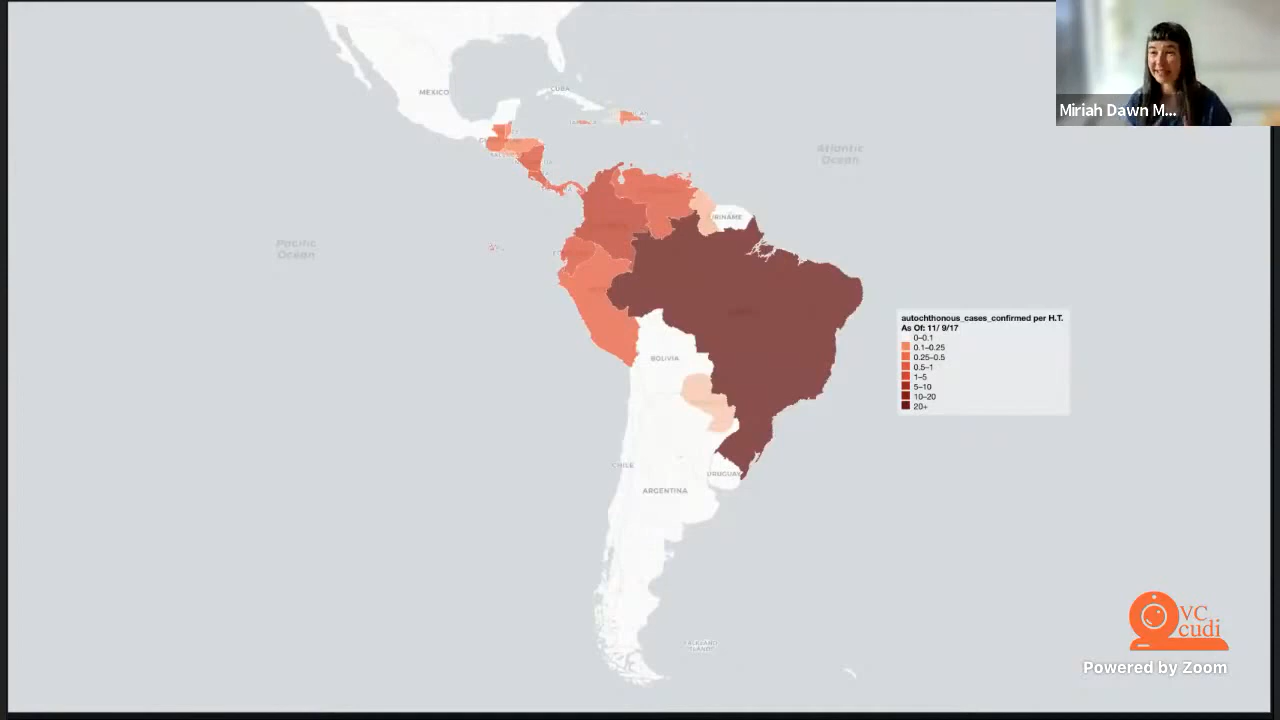 Miriah Dawn M...
MEXICO
CUBA
Atlantic
Ocean
Pacific
Ocean
BOLIVIA
CHILE
URUGUAY
ARGENTINA
FALKLAND
ISLANDS
autochthonous_cases_confirmed per H.T.
As Of: 11/ 9/17
0–0.1
0.1–0.25
0.25–0.5
0.5–1
1–5
5–10
10–20
20+
VC
cudi
Powered by Zoom